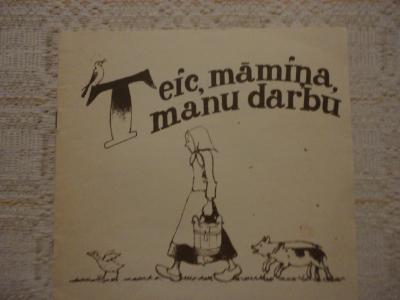 Teic, māmiņa,
manu darbu